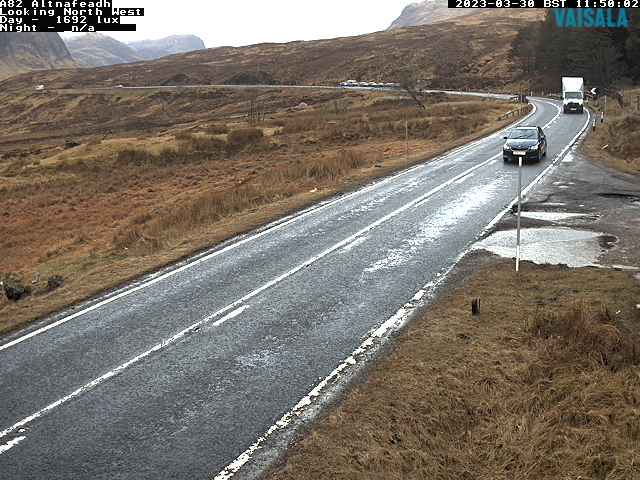 A82 Altnafeadh
Looking North West
Day - 1692 lux
Night - n/a
2023-03-30 BST 11:50:02
VAISALA